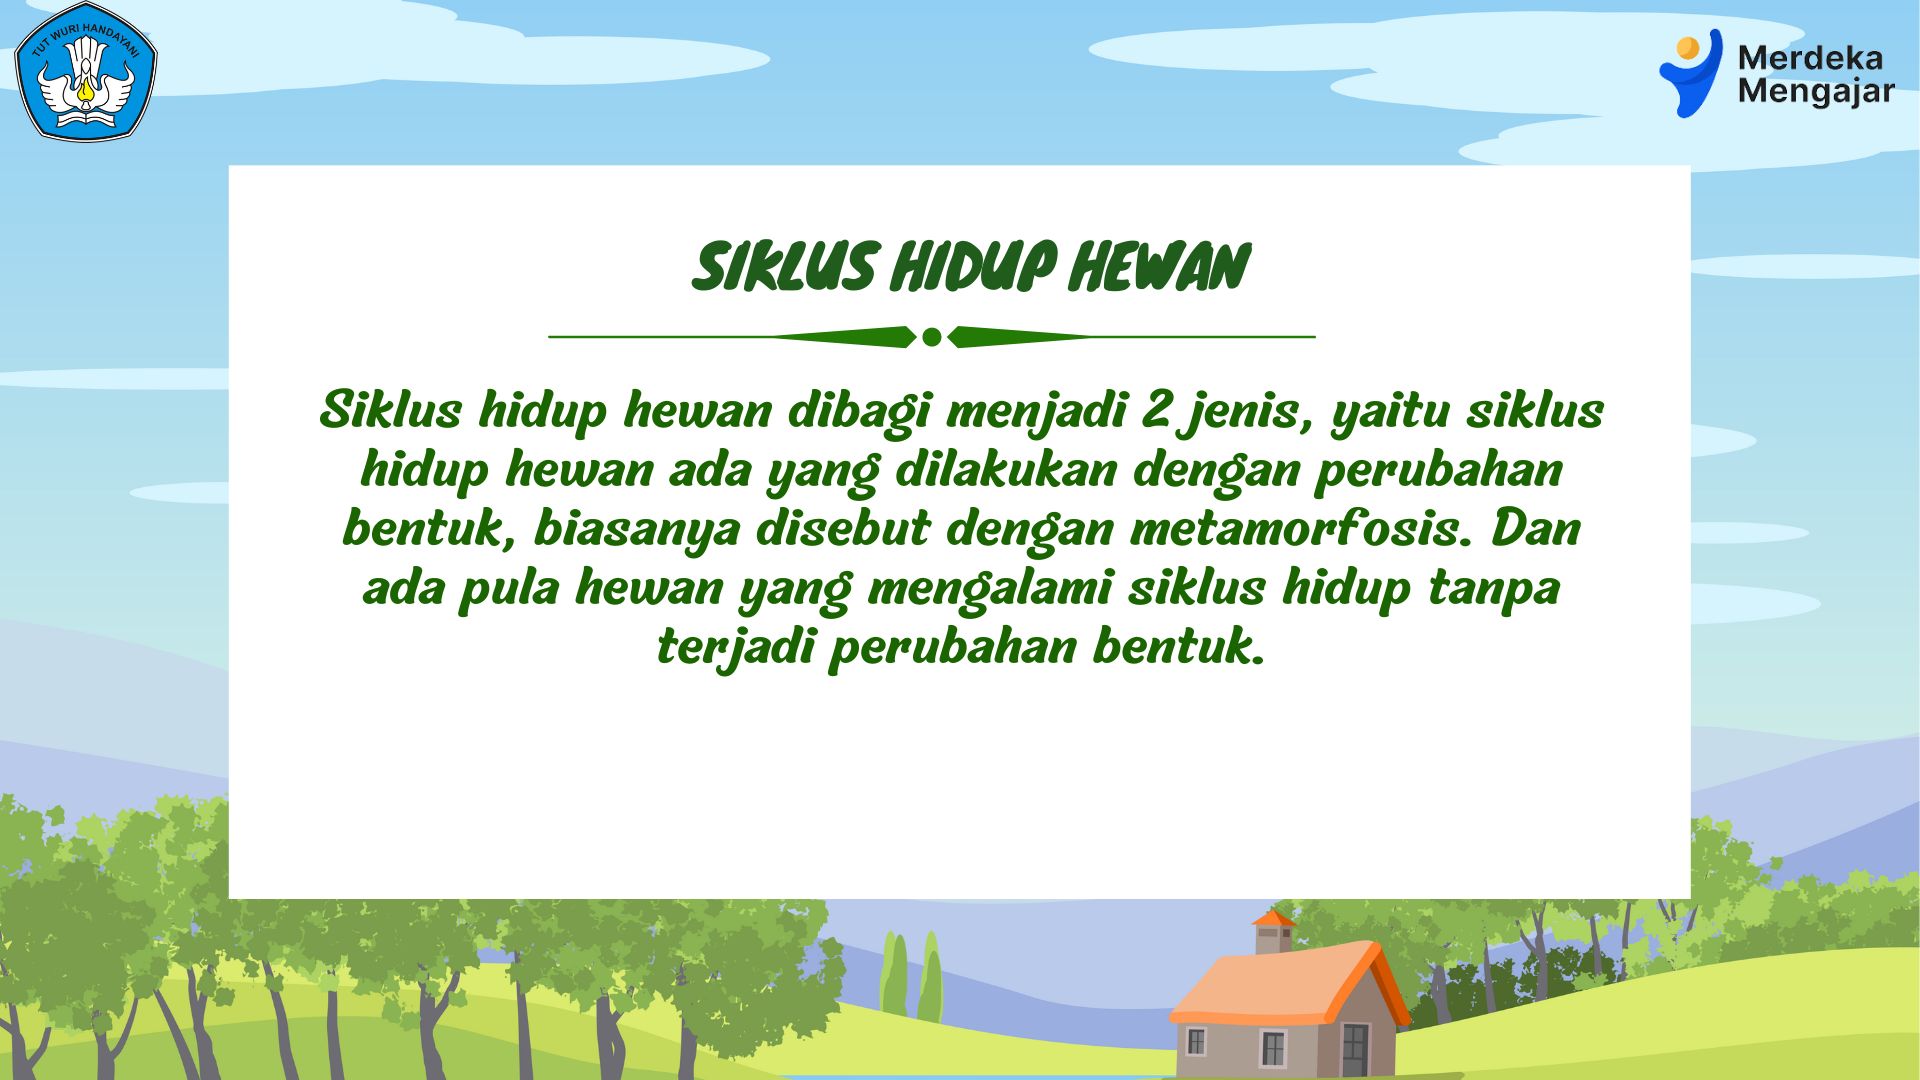 TUT WURI HANDAYANI
Merdeka
Mengajar
SIKLUS HIDUP HEWAN
Siklus hidup hewan dibagi menjadi 2 jenis, yaitu siklus
hidup hewan ada yang dilakukan dengan perubahan
bentuk, biasanya disebut dengan metamorfosis. Dan
ada pula hewan yang mengalami siklus hidup tanpa
terjadi perubahan bentuk.